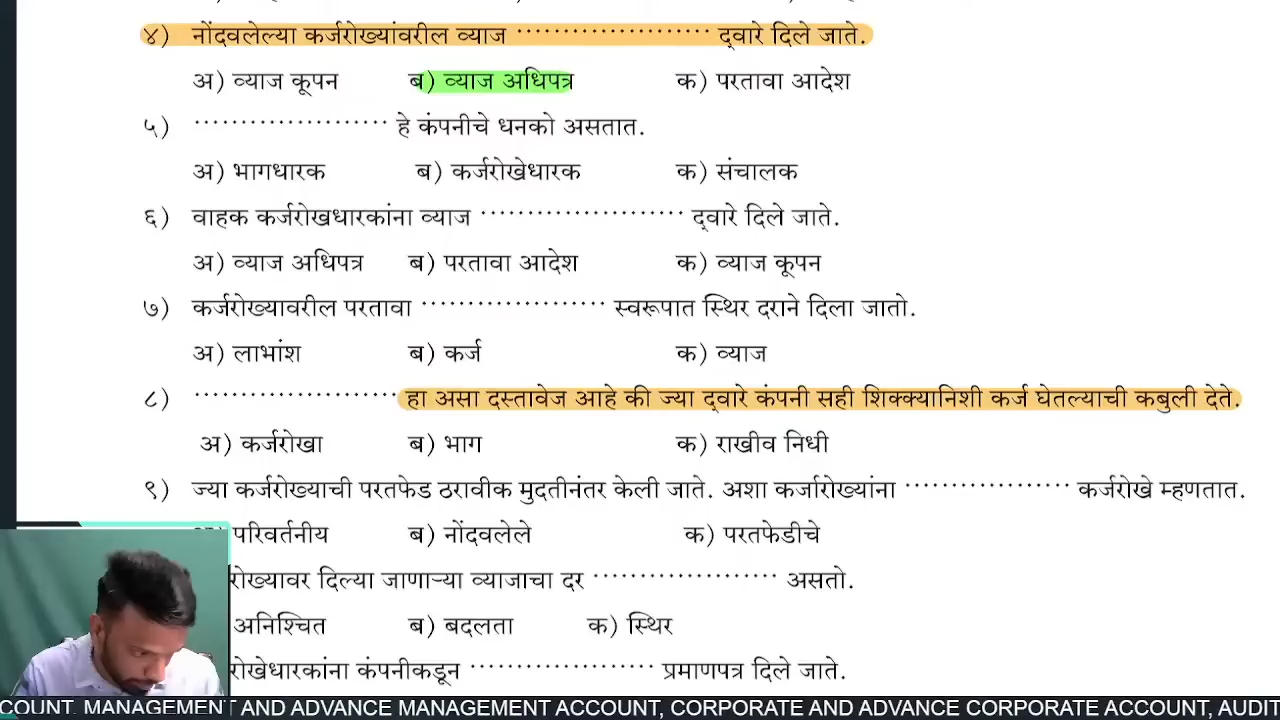 ४) नोंदवलेल्या कर्जरोख्यांवरील व्याज ····················· द्वारे दिले जाते.
अ) व्याज कूपन ब) व्याज अधिपत्र क) परतावा आदेश
५) ····················· हे कंपनीचे धनको असतात.
अ) भागधारक ब) कर्जरोखेधारक क) संचालक
६) वाहक कर्जरोखधारकांना व्याज ······················ द्वारे दिले जाते.
अ) व्याज अधिपत्र ब) परतावा आदेश क) व्याज कूपन
७) कर्जरोख्यावरील परतावा ···················· स्वरूपात स्थिर दराने दिला जातो.
अ) लाभांश ब) कर्ज क) व्याज
८) ······················ हा असा दस्तावेज आहे की ज्या द्वारे कंपनी सही शिक्क्यानिशी कर्ज घेतल्याची कबुली देते.
अ) कर्जरोखा ब) भाग क) राखीव निधी
९) ज्या कर्जरोख्याची परतफेड ठरावीक मुदतीनंतर केली जाते. अशा कर्जारोख्यांना ·················· कर्जरोखे म्हणतात.
परिवर्तनीय ब) नोंदवलेले क) परतफेडीचे
रोख्यावर दिल्या जाणाऱ्या व्याजाचा दर ···················· असतो.
अनिश्चित ब) बदलता क) स्थिर
रोखेधारकांना कंपनीकडून ···················· प्रमाणपत्र दिले जाते.
COUNT, MANAGEMENT AND ADVANCE MANAGEMENT ACCOUNT, CORPORATE AND ADVANCE CORPORATE ACCOUNT, AUDIT